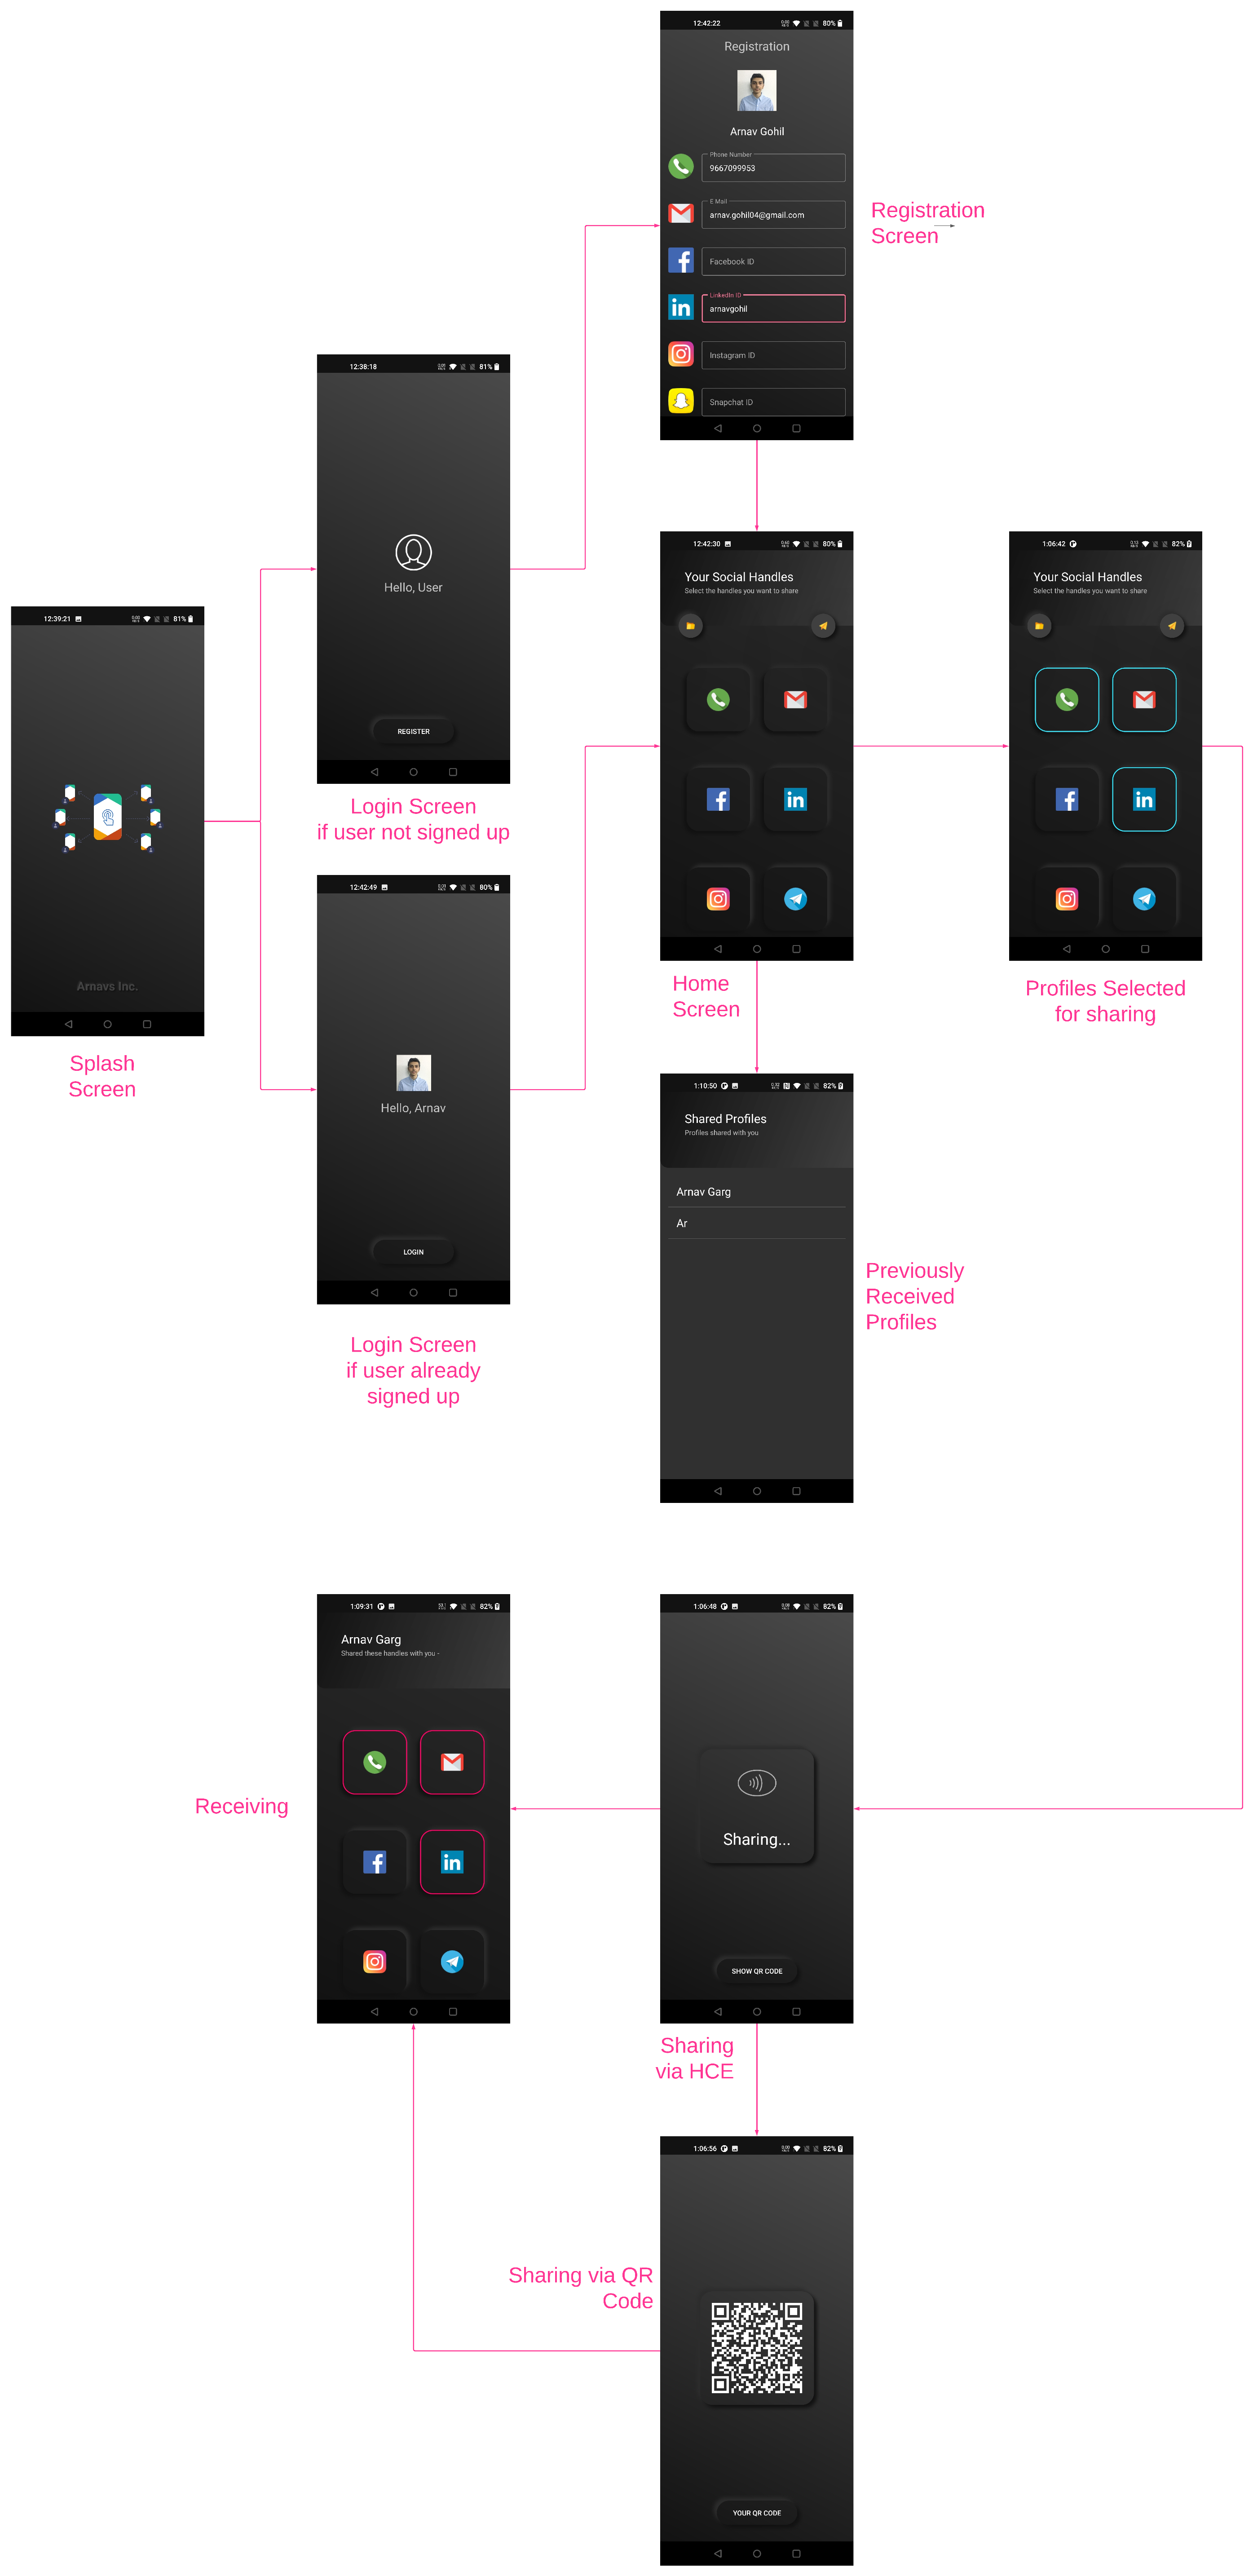 12:42:22
80%
Registration
Arnav Gohil
Phone Number
9667099953
E.Mail
arnav.gohil04@gmail.com
Facebook ID
LinkedIn ID
arnavgohil
Instagram ID
Snapchat ID
Registration
Screen
12:38:18
81%
Hello, User
REGISTER
Login Screen
if user not signed up
12:39:21
81%
Arnavs Inc.
Splash
Screen
12:42:49
80%
Hello, Arnav
LOGIN
Login Screen
if user already
signed up
12:42:30
80%
Your Social Handles
Select the handles you want to share
Home
Screen
1:06:42
82%
Your Social Handles
Select the handles you want to share
Profiles Selected
for sharing
1:10:50
82%
Shared Profiles
Profiles shared with you
Arnav Garg
Ar
Previously
Received
Profiles
1:09:31
82%
Arnav Garg
Shared these handles with you -
Receiving
1:06:48
82%
Sharing...
SHOW QR CODE
Sharing
via HCE
1:06:56
82%
Sharing via QR
Code
YOUR QR CODE